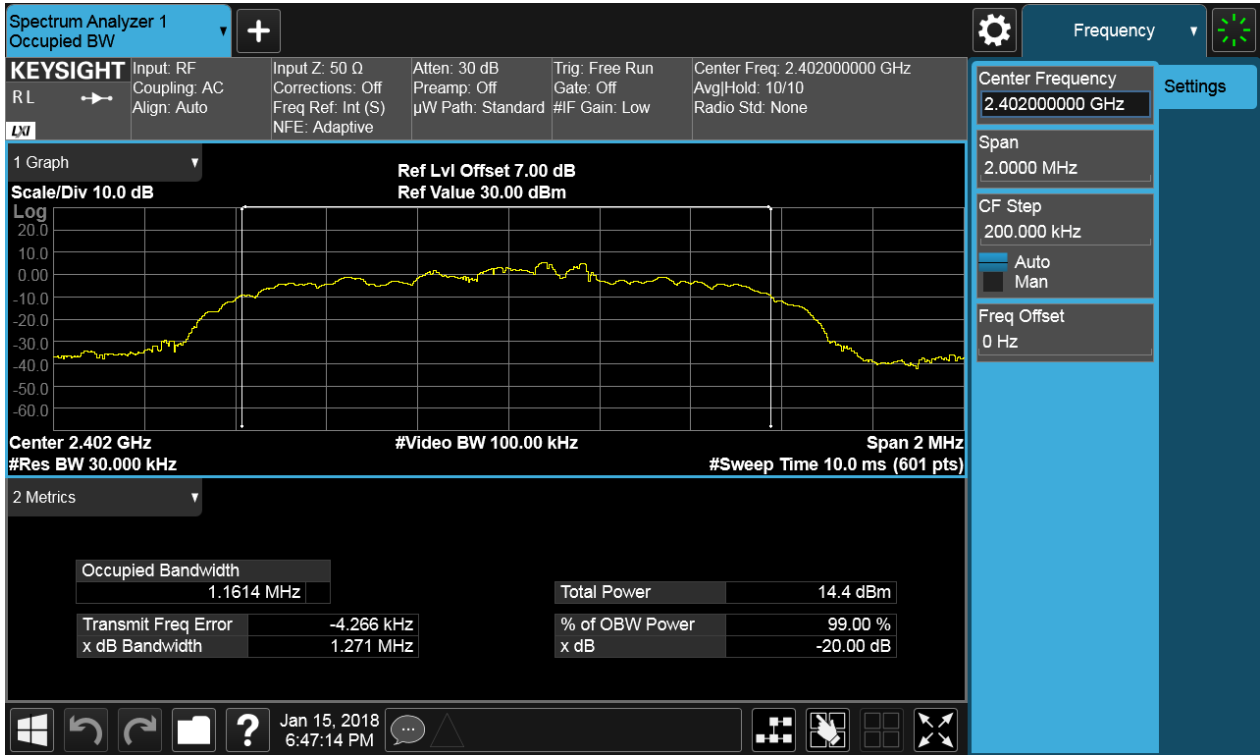 Spectrum Analyzer 1
Occupied BW
+
Frequency
KEYSIGHT
R L
LXI
Input: RF
Coupling: AC
Align: Auto
Input Z: 50 Ω
Corrections: Off
Freq Ref: Int (S)
NFE: Adaptive
Atten: 30 dB
Preamp: Off
µW Path: Standard
Trig: Free Run
Gate: Off
#IF Gain: Low
Center Freq: 2.402000000 GHz
Avg|Hold: 10/10
Radio Std: None
Center Frequency
2.402000000 GHz
Settings
Span
2.0000 MHz
CF Step
200.000 kHz
Auto
Man
Freq Offset
0 Hz
1 Graph
Ref Lvl Offset 7.00 dB
Scale/Div 10.0 dB
Ref Value 30.00 dBm
Log
20.0
10.0
0.00
-10.0
-20.0
-30.0
-40.0
-50.0
-60.0
Center 2.402 GHz
#Video BW 100.00 kHz
Span 2 MHz
#Res BW 30.000 kHz
#Sweep Time 10.0 ms (601 pts)
2 Metrics
Occupied Bandwidth
1.1614 MHz
Total Power 14.4 dBm
Transmit Freq Error -4.266 kHz
% of OBW Power 99.00 %
x dB Bandwidth 1.271 MHz
x dB -20.00 dB
?
Jan 15, 2018
6:47:14 PM